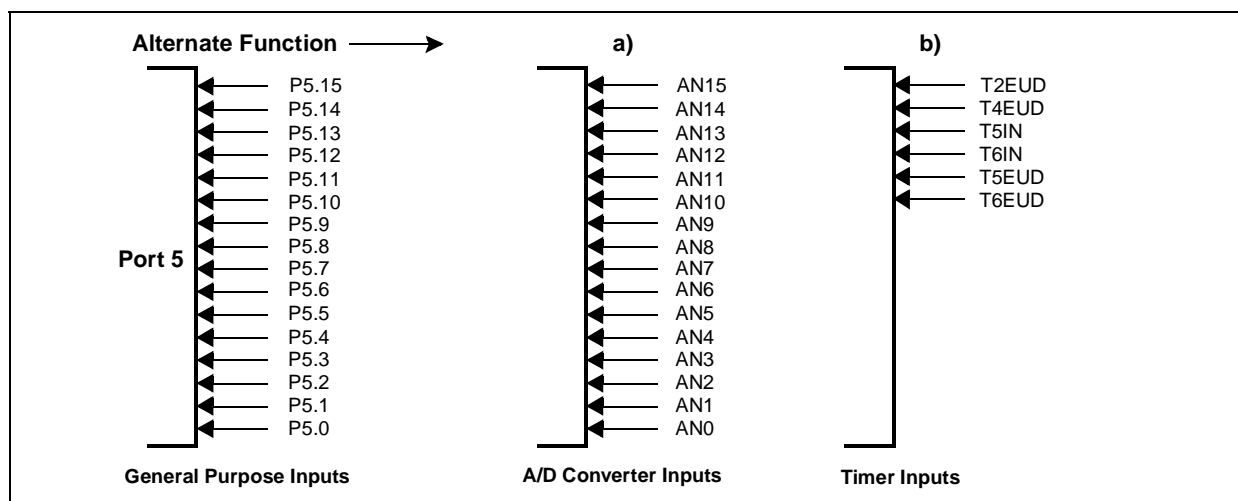 Alternate Function a) b)
P5.15 AN15 T2EUD
P5.14 AN14 T4EUD
P5.13 AN13 T5IN
P5.12 AN12 T6IN
P5.11 AN11 T5EUD
P5.10 AN10 T6EUD
P5.9 AN9
P5.8 AN8
Port 5 P5.7 AN7
P5.6 AN6
P5.5 AN5
P5.4 AN4
P5.3 AN3
P5.2 AN2
P5.1 AN1
P5.0 AN0
General Purpose Inputs A/D Converter Inputs Timer Inputs